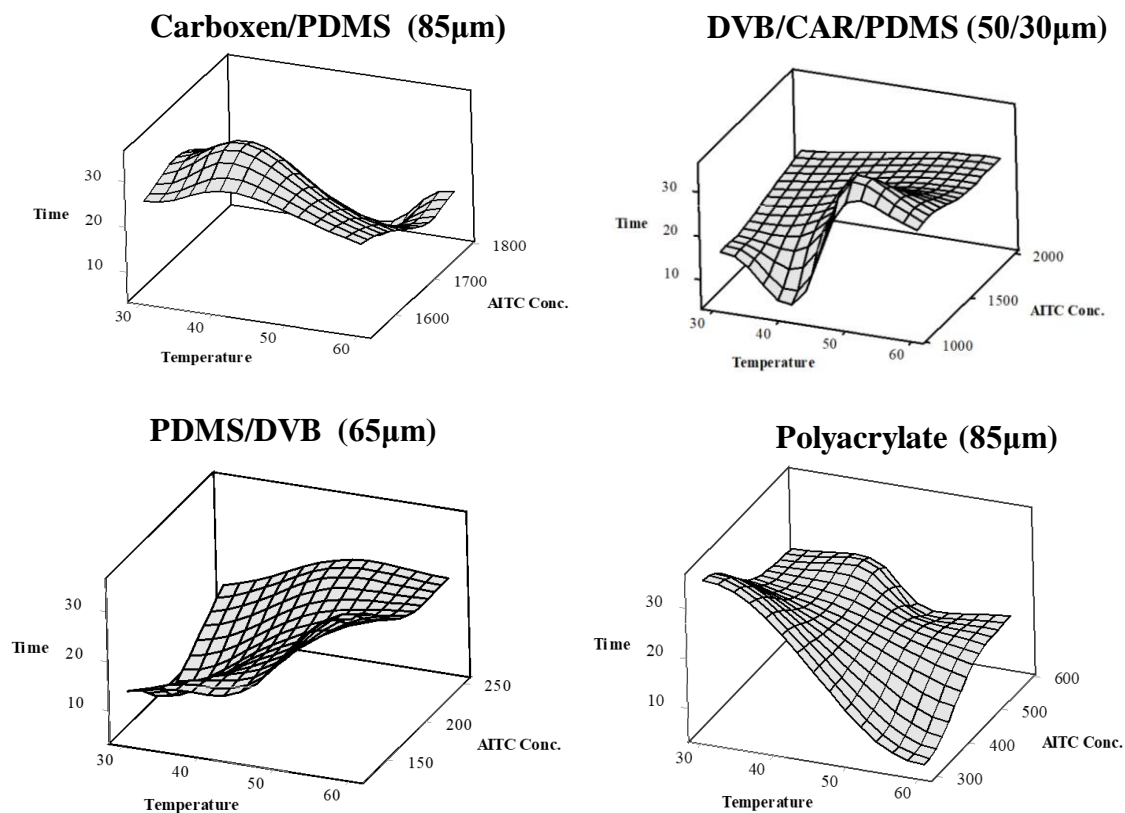 Carboxen/PDMS (85µm)
30
Time
20
10
30
40
50
60
Temperature
1800
1700
1600
AITC Conc.
DVB/CAR/PDMS (50/30µm)
30
Time
20
10
30
40
50
60
Temperature
2000
1500
1000
AITC Conc.
PDMS/DVB (65µm)
30
Time
20
10
30
40
50
60
Temperature
250
200
150
AITC Conc.
Polyacrylate (85µm)
30
Time
20
10
30
40
50
60
Temperature
600
500
400
300
AITC Conc.